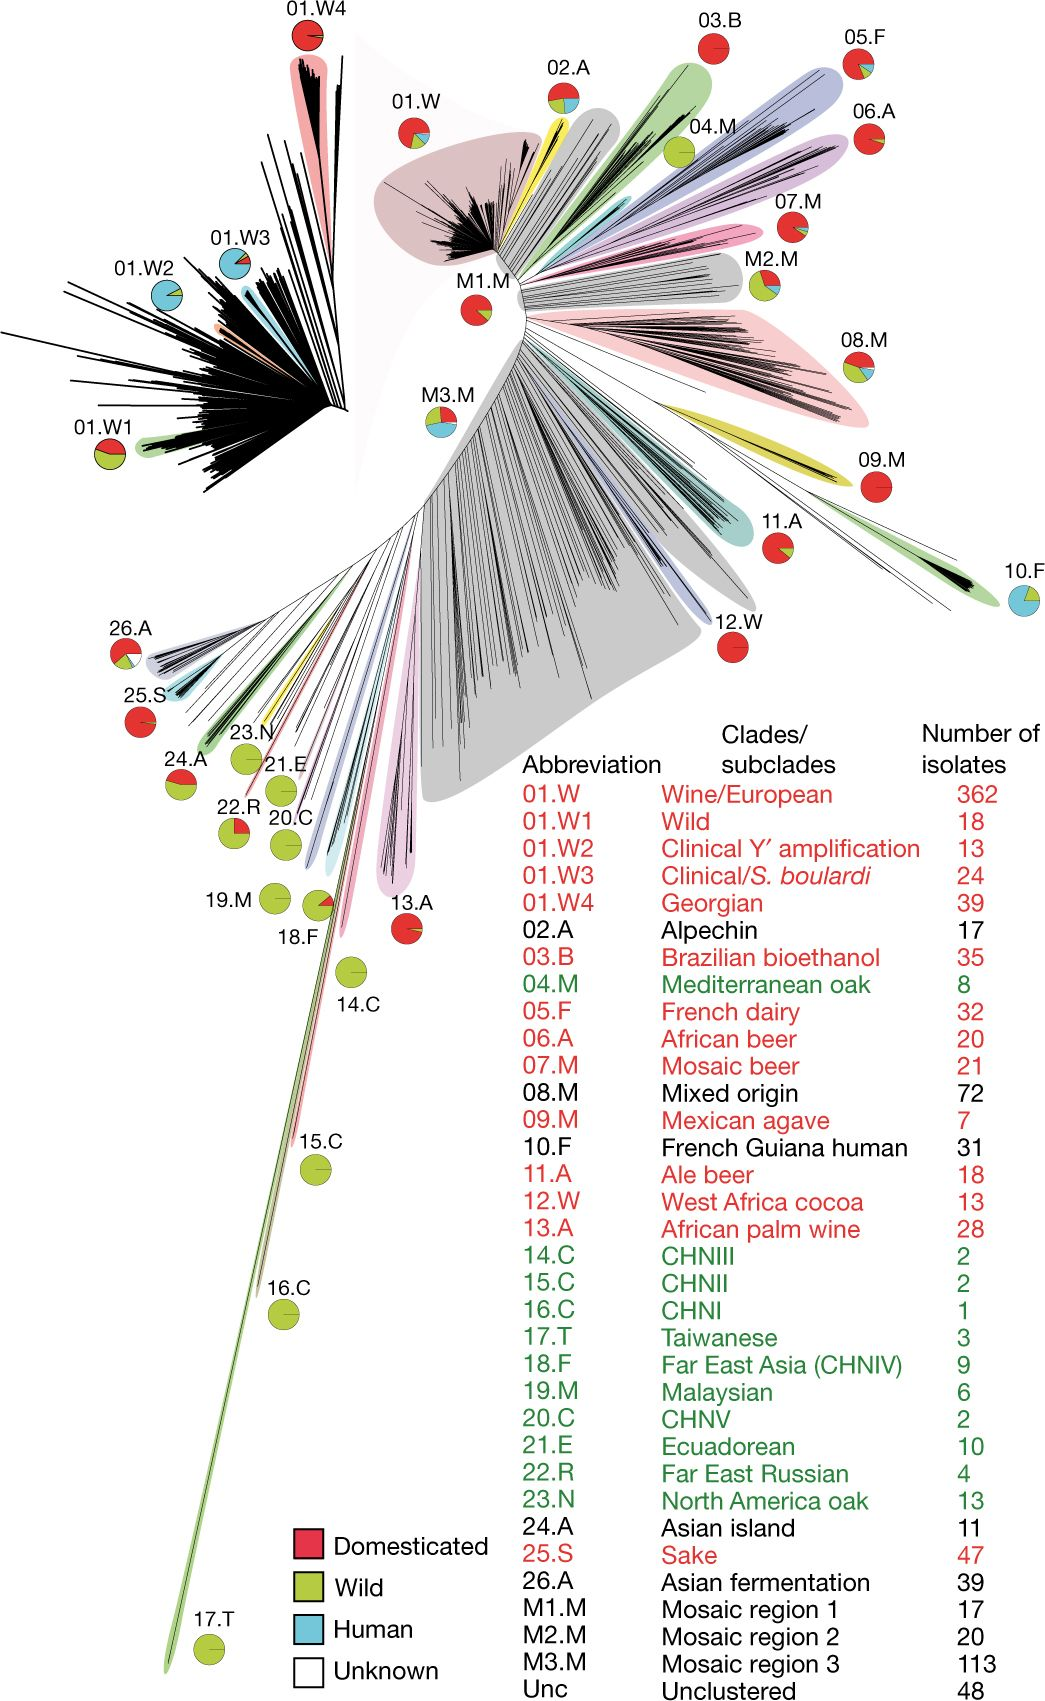 01.W4
03.B
05.F
02.A
01.W
06.A
04.M
07.M
01.W3
01.W2
M2.M
M1.M
08.M
M3.M
01.W1
09.M
11.A
10.F
12.W
26.A
25.S
23.N
24.A
21.E
22.R
20.C
19.M
13.A
18.F
14.C
15.C
16.C
17.T
Abbreviation Clades/ subclades Number of isolates
01.W Wine/European 362
01.W1 Wild 18
01.W2 Clinical Y′ amplification 13
01.W3 Clinical/S. boulardi 24
01.W4 Georgian 39
02.A Alpechin 17
03.B Brazilian bioethanol 35
04.M Mediterranean oak 8
05.F French dairy 32
06.A African beer 20
07.M Mosaic beer 21
08.M Mixed origin 72
09.M Mexican agave 7
10.F French Guiana human 31
11.A Ale beer 18
12.W West Africa cocoa 13
13.A African palm wine 28
14.C CHNIII 2
15.C CHNII 2
16.C CHNI 1
17.T Taiwanese 3
18.F Far East Asia (CHNIV) 9
19.M Malaysian 6
20.C CHNV 2
21.E Ecuadorean 10
22.R Far East Russian 4
23.N North America oak 13
24.A Asian island 11
25.S Sake 47
26.A Asian fermentation 39
M1.M Mosaic region 1 17
M2.M Mosaic region 2 20
M3.M Mosaic region 3 113
Unc Unclustered 48
Domesticated
Wild
Human
Unknown